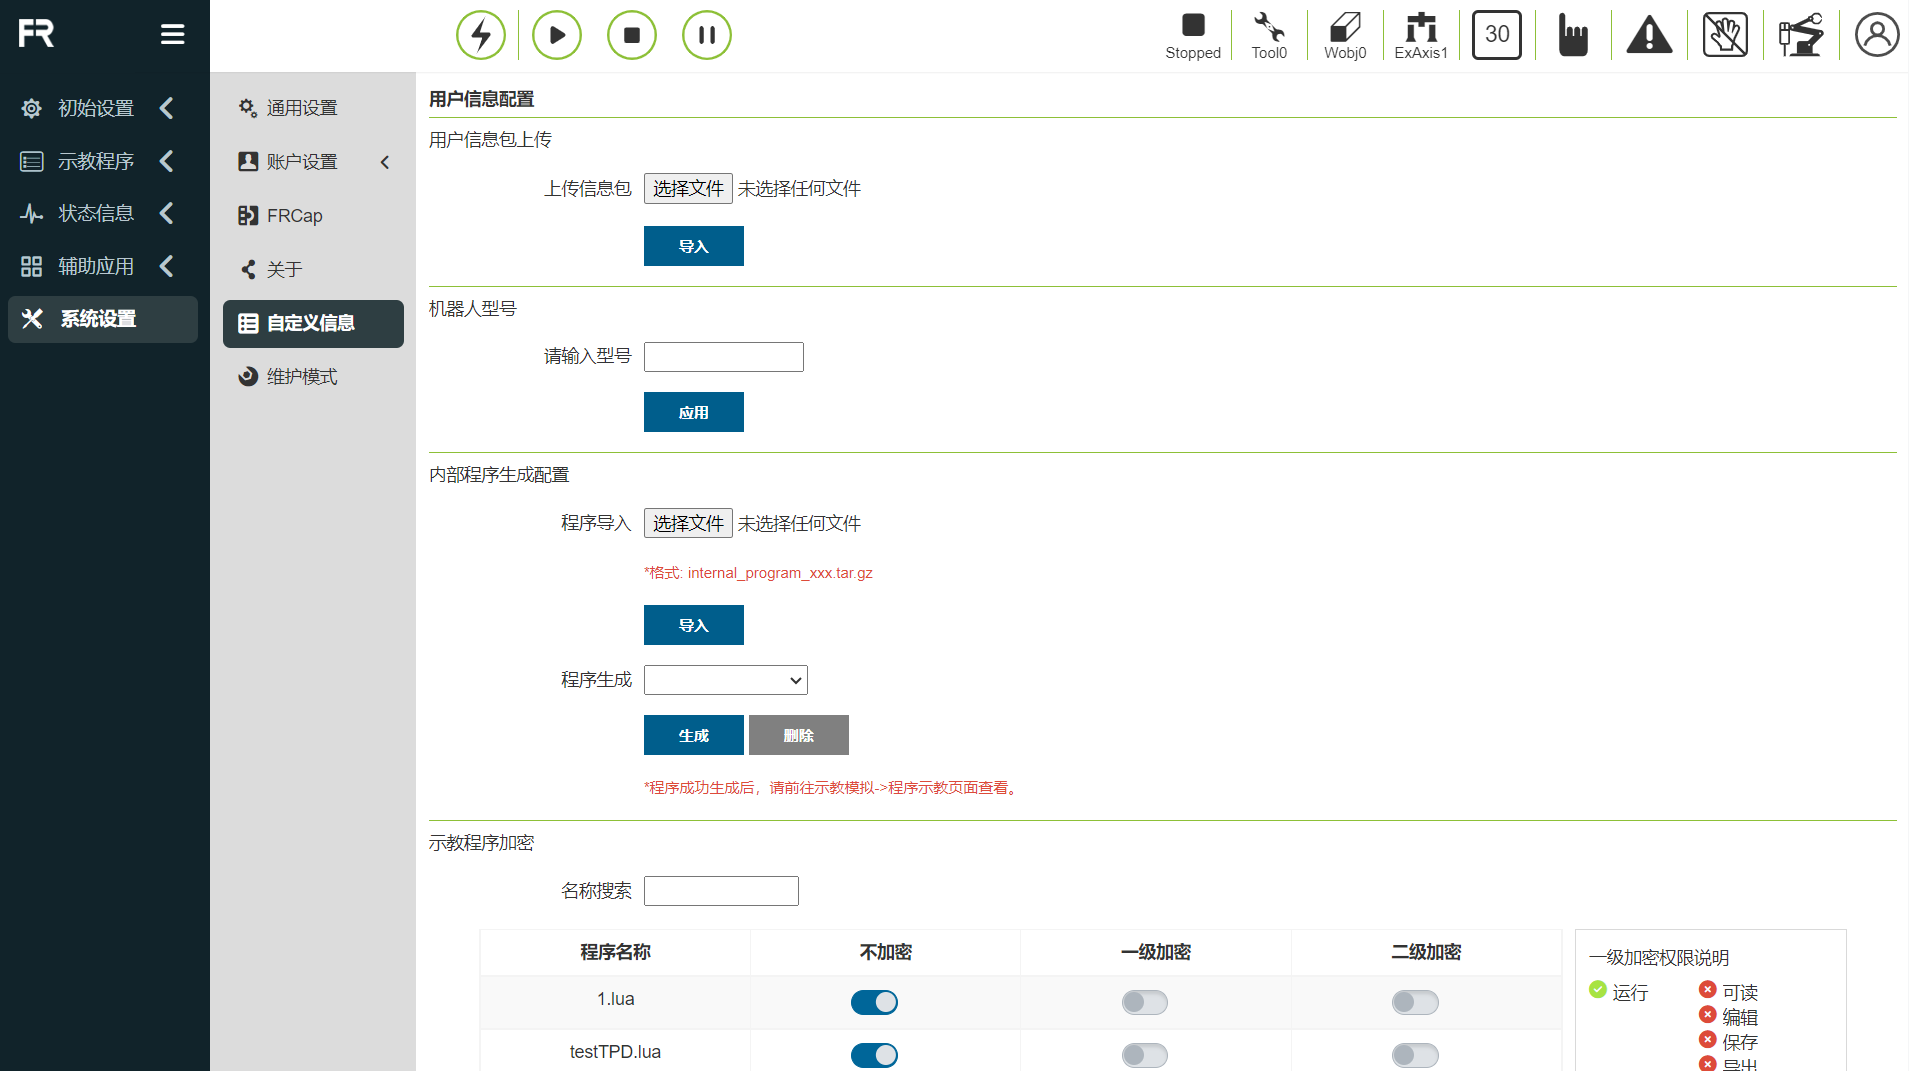 FR
初始设置
示教程序
状态信息
辅助应用
系统设置
通用设置
账户设置
FRCap
关于
自定义信息
维护模式
Stopped
Tool0
Wobj0
ExAxis1
30
用户信息配置
用户信息包上传
上传信息包 选择文件 未选择任何文件
导入
机器人型号
请输入型号
应用
内部程序生成配置
程序导入 选择文件 未选择任何文件
*格式: internal_program_xxx.tar.gz
导入
程序生成
生成 删除
*程序成功生成后，请前往示教模拟->程序示教页面查看。
示教程序加密
名称搜索
程序名称 不加密 一级加密 二级加密
1.lua
testTPD.lua
一级加密权限说明
运行 可读
编辑
保存
导出